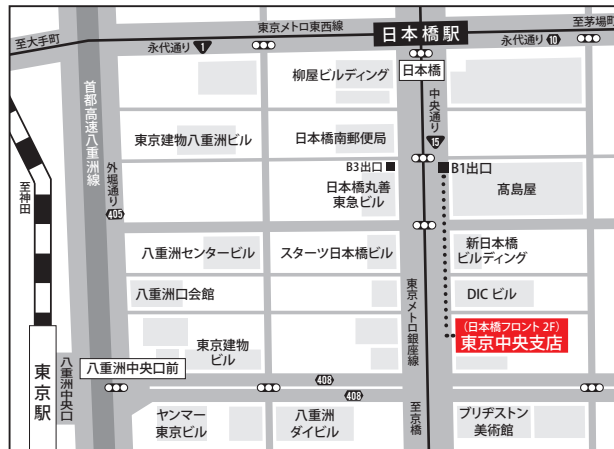 東京メトロ東西線
日本橋駅
至茅場町
至大手町
永代通り
1
永代通り
10
日本橋
柳屋ビルディング
中央通り
15
首都高速八重洲線
東京建物八重洲ビル
日本橋南郵便局
B3出口
B1出口
至神田
外堀通り
405
日本橋丸善
東急ビル
髙島屋
八重洲センタービル
スターツ日本橋ビル
新日本橋
ビルディング
八重洲口会館
東京メトロ銀座線
DIC ビル
(日本橋フロント 2F)
東京中央支店
東京建物
ビル
東京駅
八重洲中央口
八重洲中央口前
408
408
ヤンマー
東京ビル
八重洲
ダイビル
至京橋
ブリヂストン
美術館